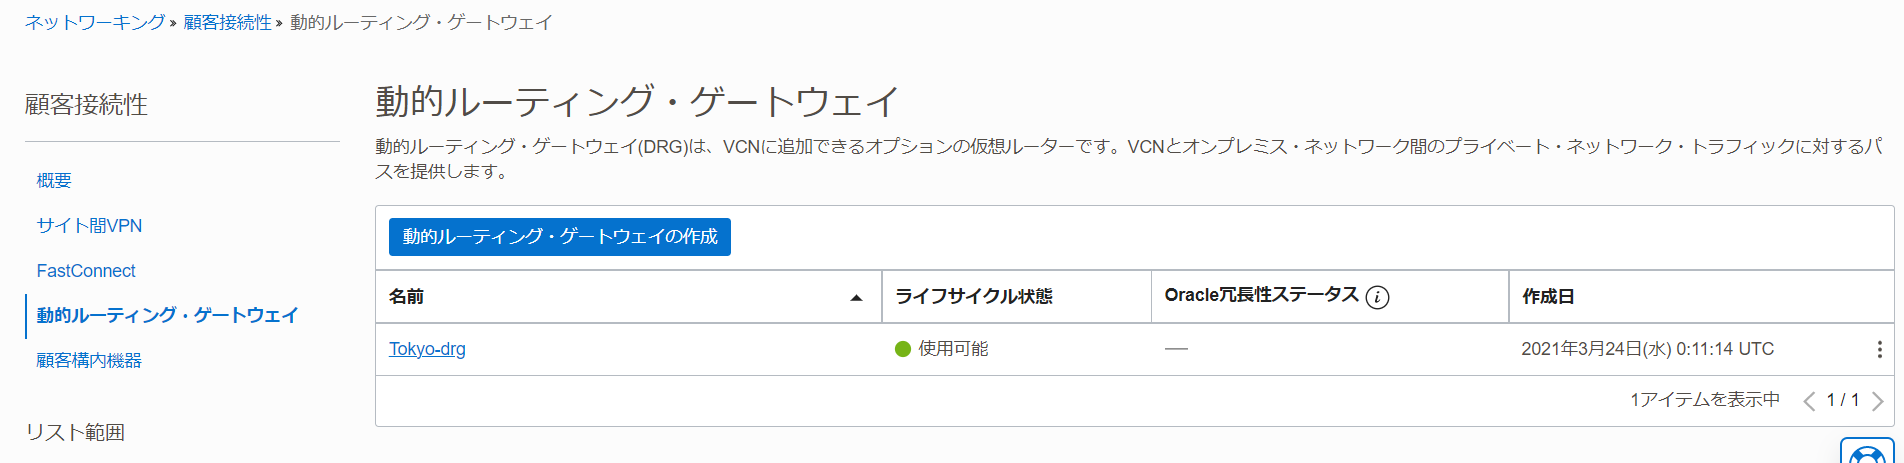 ネットワーキング » 顧客接続性 » 動的ルーティング・ゲートウェイ
顧客接続性
概要
サイト間VPN
FastConnect
動的ルーティング・ゲートウェイ
顧客構内機器
リスト範囲
動的ルーティング・ゲートウェイ
動的ルーティング・ゲートウェイ(DRG)は、VCNに追加できるオプションの仮想ルーターです。VCNとオンプレミス・ネットワーク間のプライベート・ネットワーク・トラフィックに対するパ
スを提供します。
動的ルーティング・ゲートウェイの作成
名前 ライフサイクル状態 Oracle冗長性ステータス i 作成日
Tokyo-drg 使用可能 — 2021年3月24日(水) 0:11:14 UTC
1アイテムを表示中 1 / 1